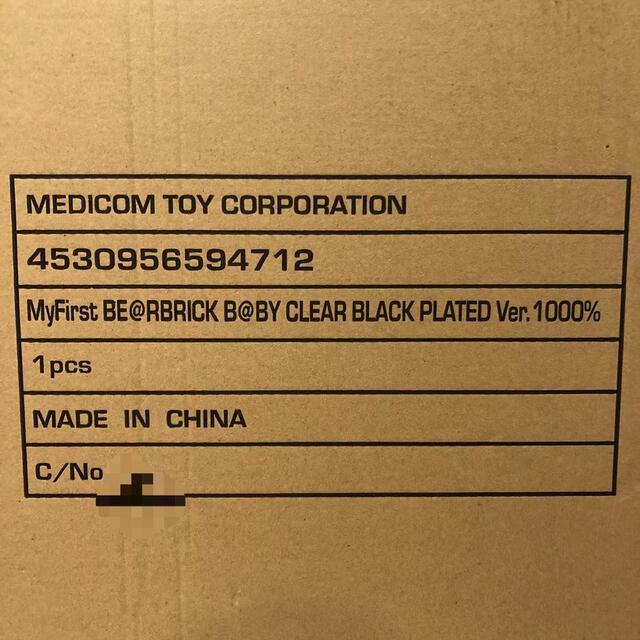 MEDICOM TOY CORPORATION
4530956594712
MyFirst BE@RBRICK B@BY CLEAR BLACK PLATED Ver.1000%
1pcs
MADE IN CHINA
C/No